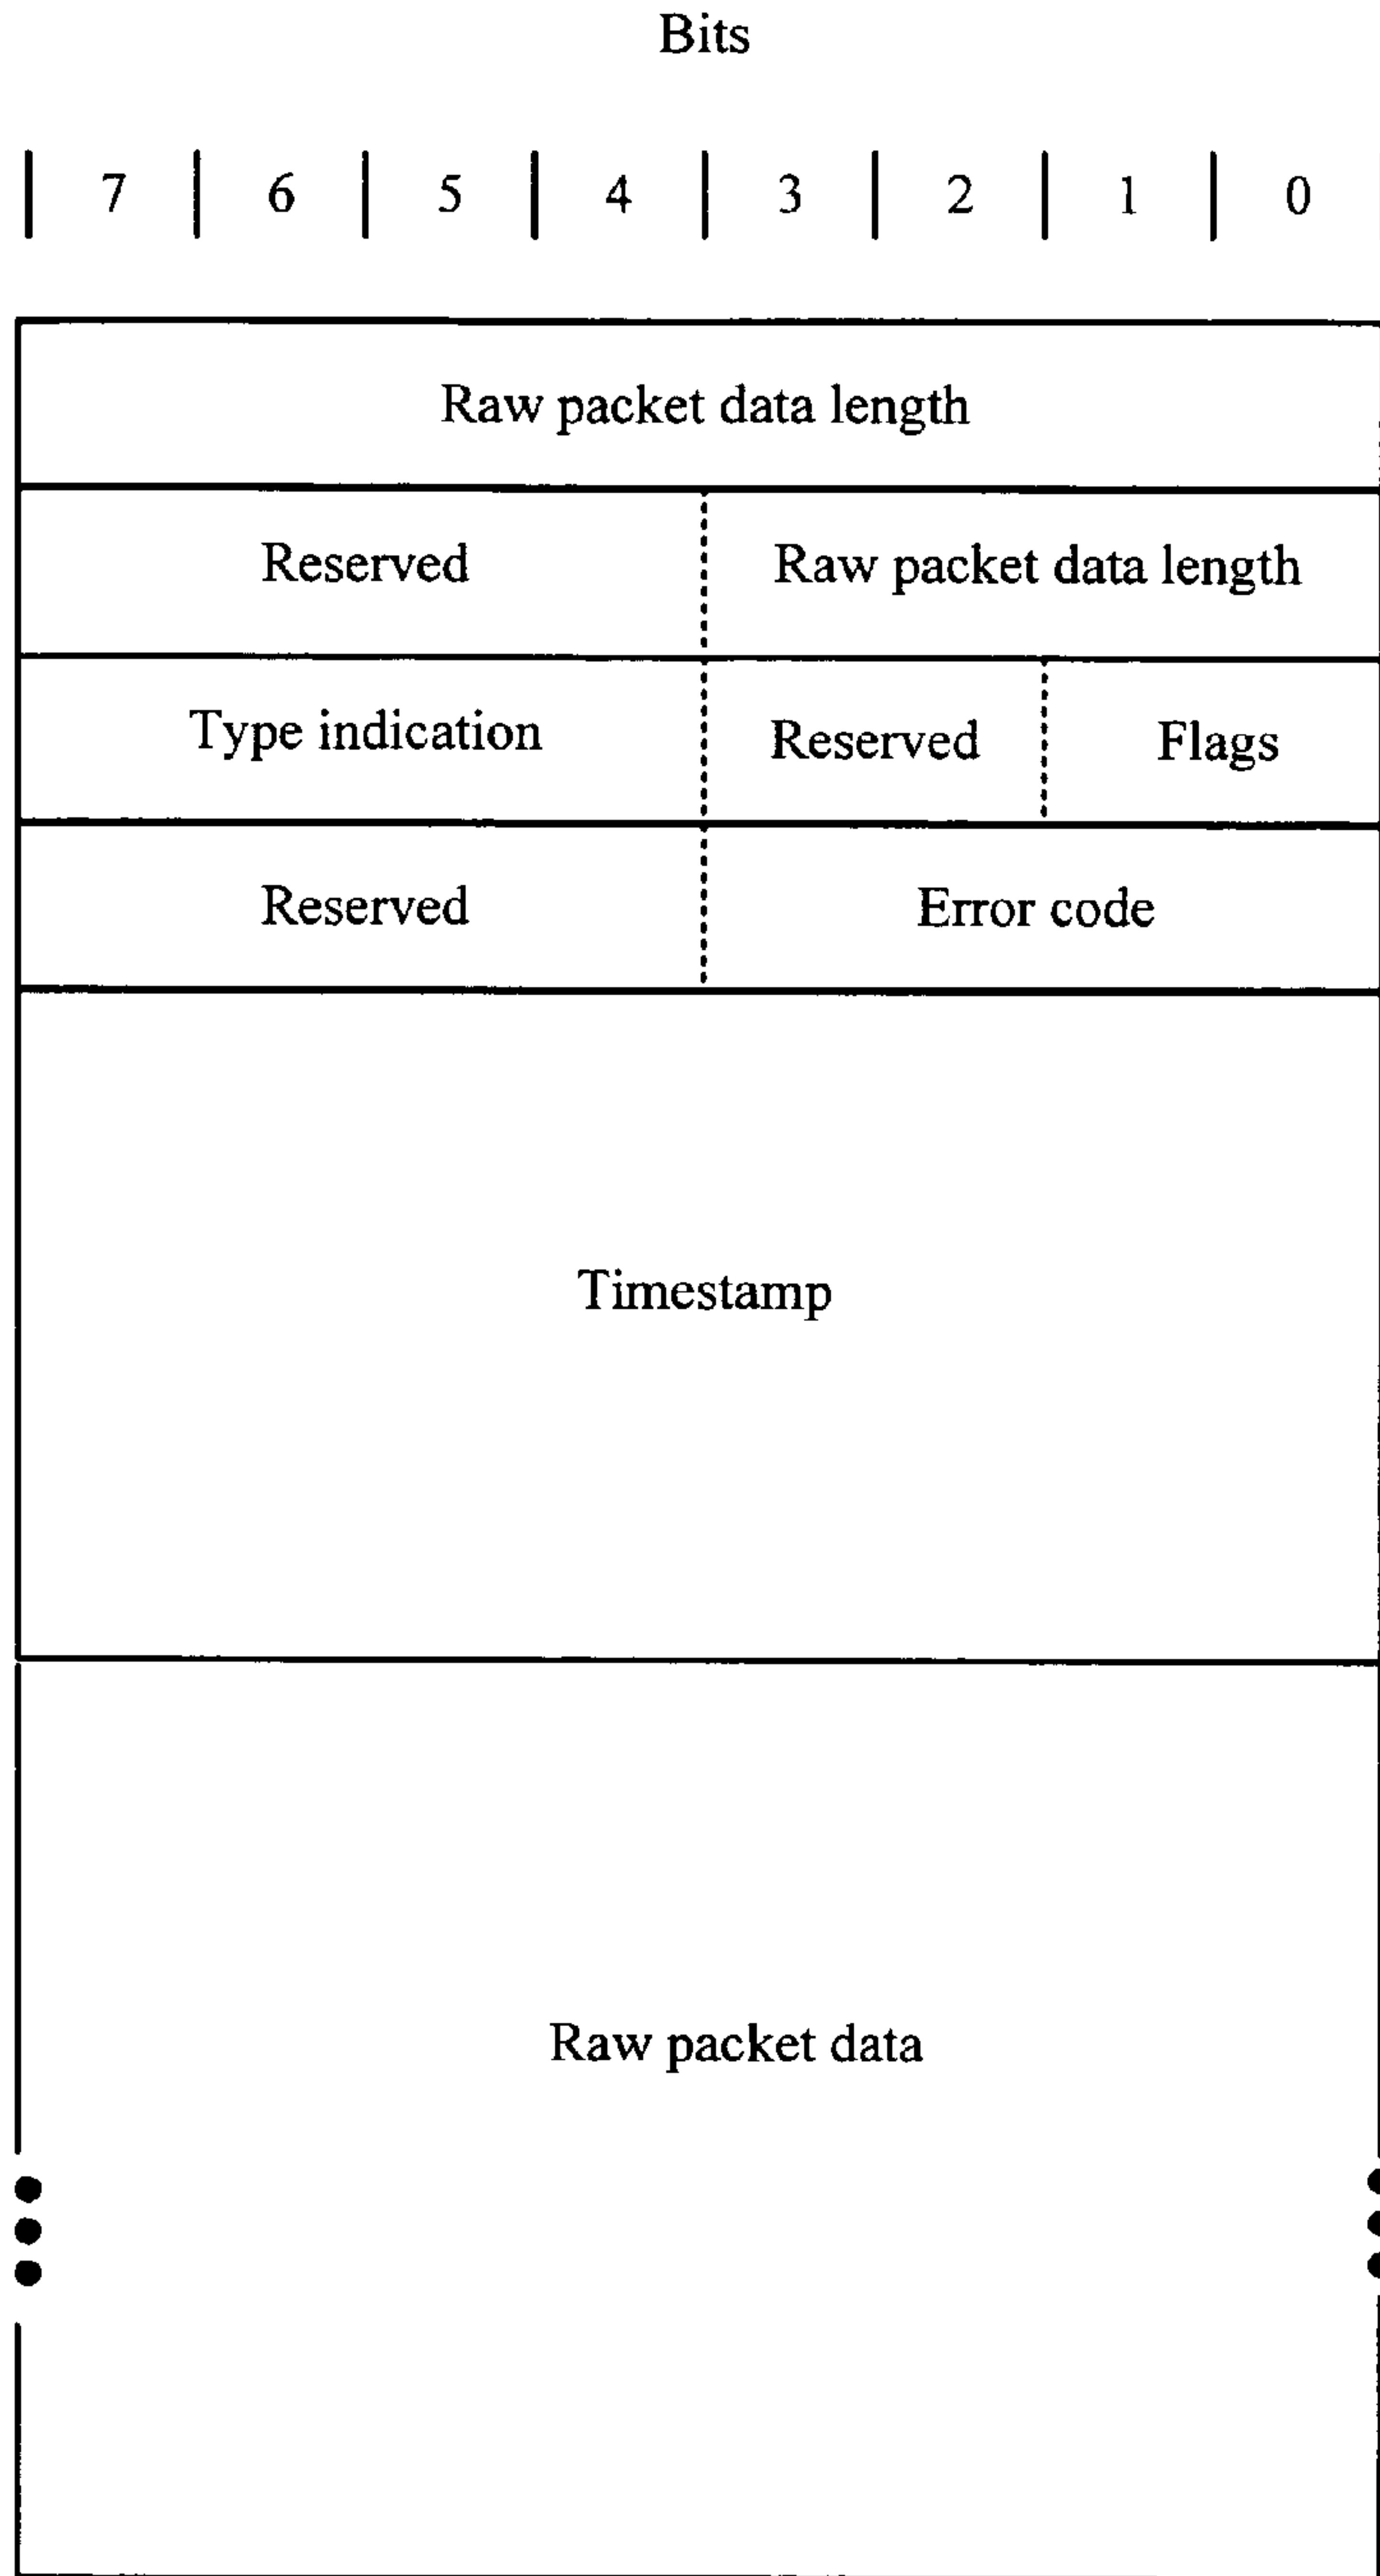 Bits
7 6 5 4 3 2 1 0
Raw packet data length
Reserved Raw packet data length
Type indication Reserved Flags
Reserved Error code
Timestamp
Raw packet data